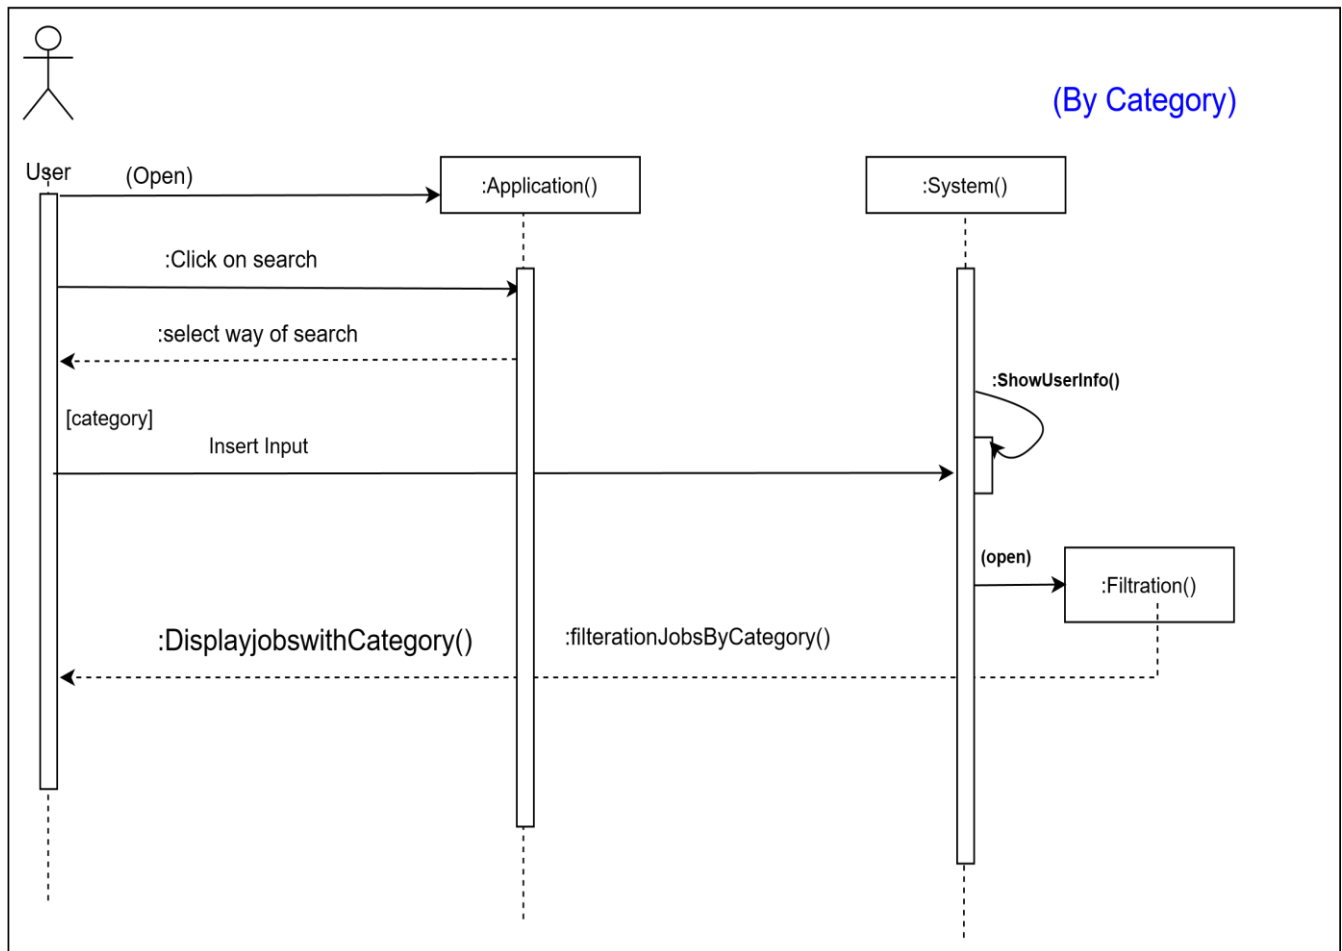 (By Category)
User
(Open)
:Application()
:System()
:Click on search
:select way of search
:ShowUserInfo()
[category]
Insert Input
(open)
:Filtration()
:DisplayjobswithCategory()
:filterationJobsByCategory()